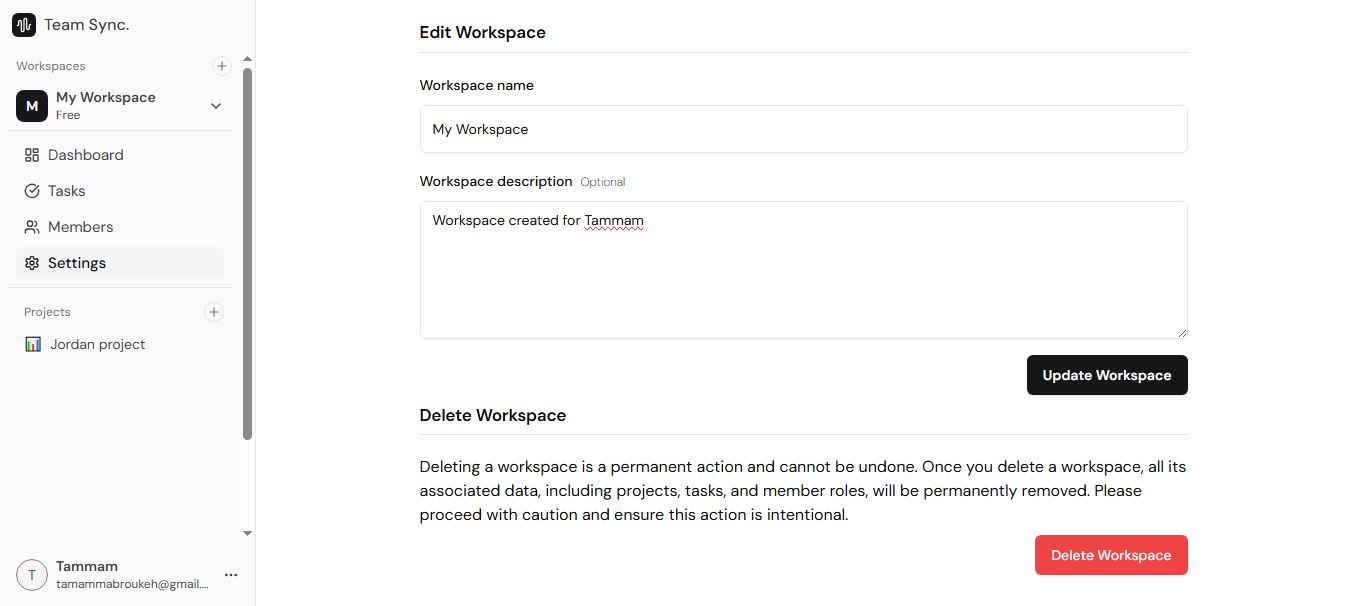 Team Sync.
Workspaces
M
My Workspace
Free
Dashboard
Tasks
Members
Settings
Projects
Jordan project
T
Tammam
tamammabroukeh@gmail....
Edit Workspace
Workspace name
My Workspace
Workspace description Optional
Workspace created for Tammam
Update Workspace
Delete Workspace
Deleting a workspace is a permanent action and cannot be undone. Once you delete a workspace, all its
associated data, including projects, tasks, and member roles, will be permanently removed. Please
proceed with caution and ensure this action is intentional.
Delete Workspace